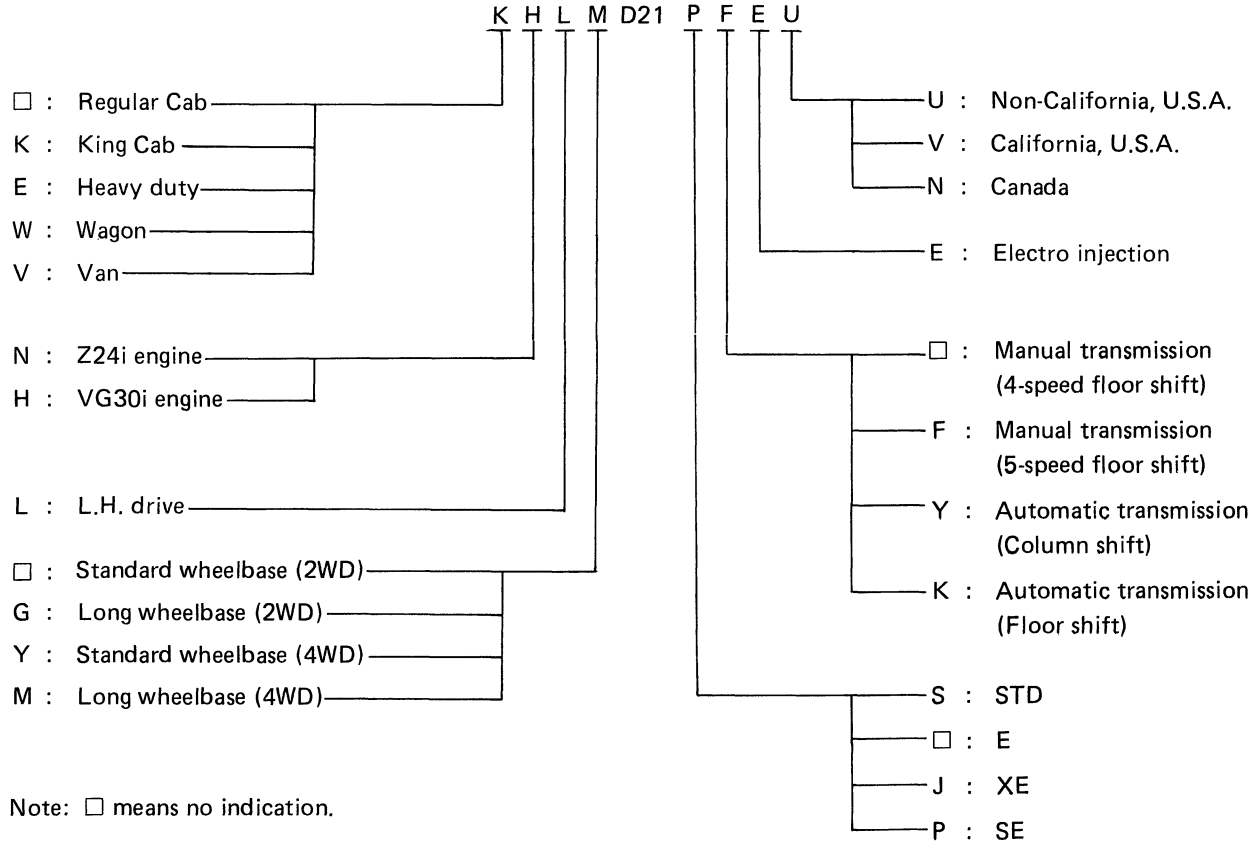 K H L M D21 P F E U
□ : Regular Cab
K : King Cab
E : Heavy duty
W : Wagon
V : Van
N : Z24i engine
H : VG30i engine
L : L.H. drive
□ : Standard wheelbase (2WD)
G : Long wheelbase (2WD)
Y : Standard wheelbase (4WD)
M : Long wheelbase (4WD)
Note: □ means no indication.
U : Non-California, U.S.A.
V : California, U.S.A.
N : Canada
E : Electro injection
□ : Manual transmission
(4-speed floor shift)
F : Manual transmission
(5-speed floor shift)
Y : Automatic transmission
(Column shift)
K : Automatic transmission
(Floor shift)
S : STD
□ : E
J : XE
P : SE